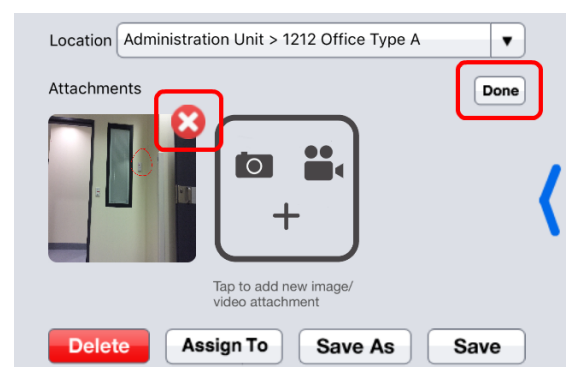 Location Administration Unit > 1212 Office Type A
Attachments Done
Tap to add new image/
video attachment
Delete Assign To Save As Save